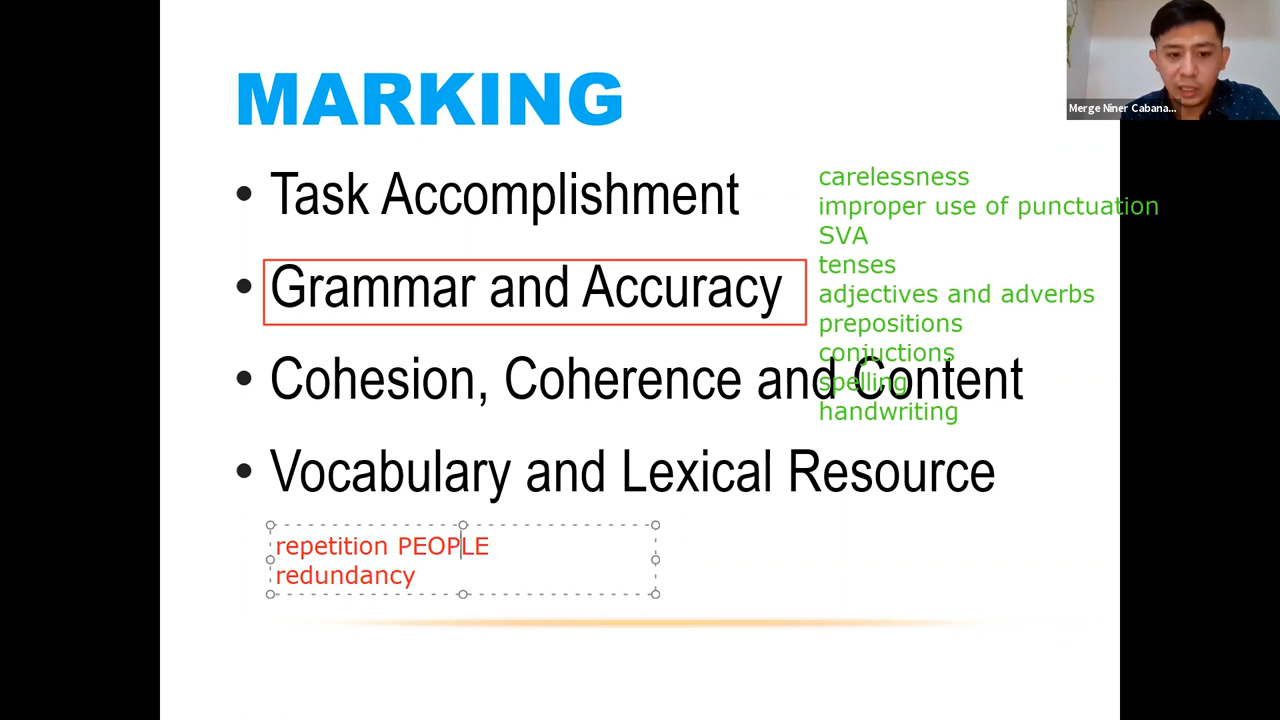 MARKING
• Task Accomplishment
• Grammar and Accuracy
• Cohesion, Coherence and Content
• Vocabulary and Lexical Resource
carelessness
improper use of punctuation
SVA
tenses
adjectives and adverbs
prepositions
conjuctions
spelling
handwriting
repetition PEOPLE
redundancy
Merge Niner Cabana...